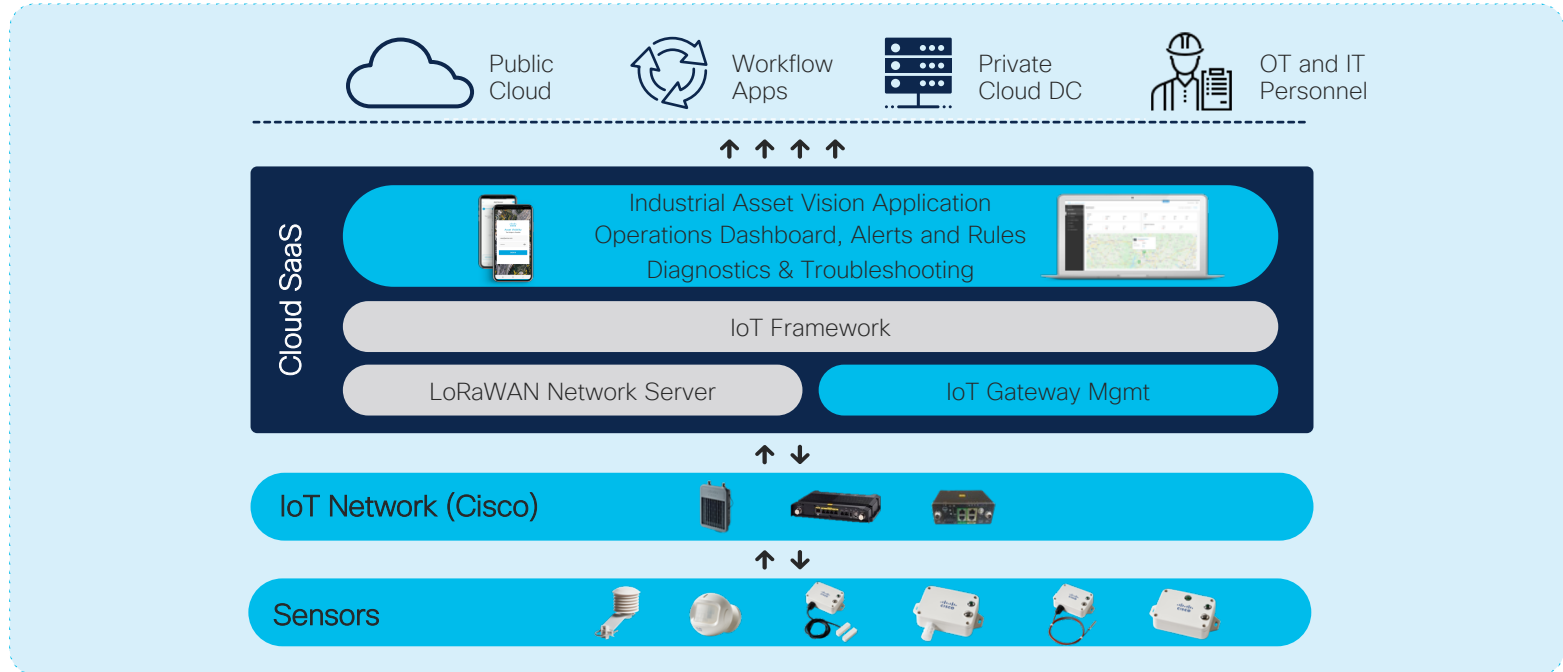 Public
Cloud
Workflow
Apps
Private
Cloud DC
OT and IT
Personnel
Cloud SaaS
Industrial Asset Vision Application
Operations Dashboard, Alerts and Rules
Diagnostics & Troubleshooting
IoT Framework
LoRaWAN Network Server
IoT Gateway Mgmt
IoT Network (Cisco)
Sensors